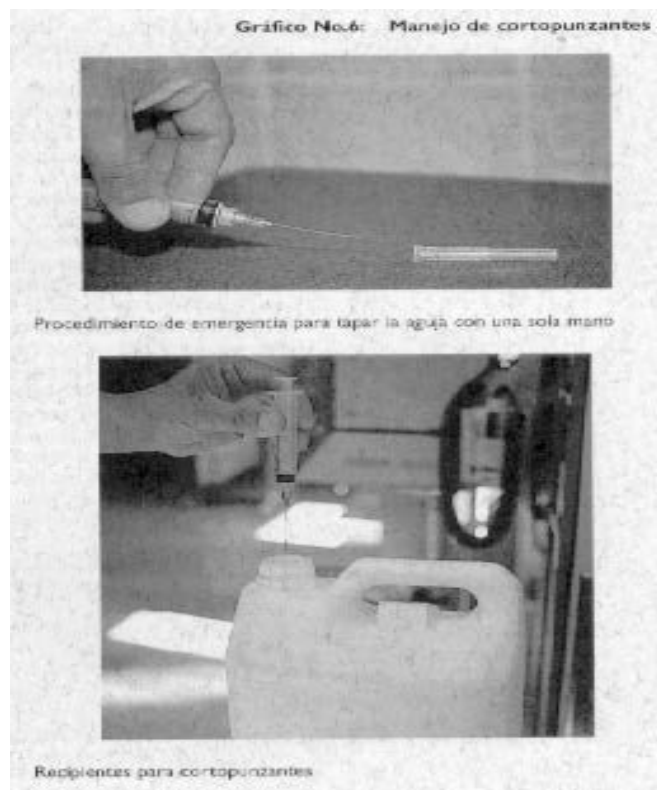 Gráfico No.6: Manejo de cortopunzantes
Procedimiento de emergencia para tapar la aguja con una sola mano
Recipientes para cortopunzantes